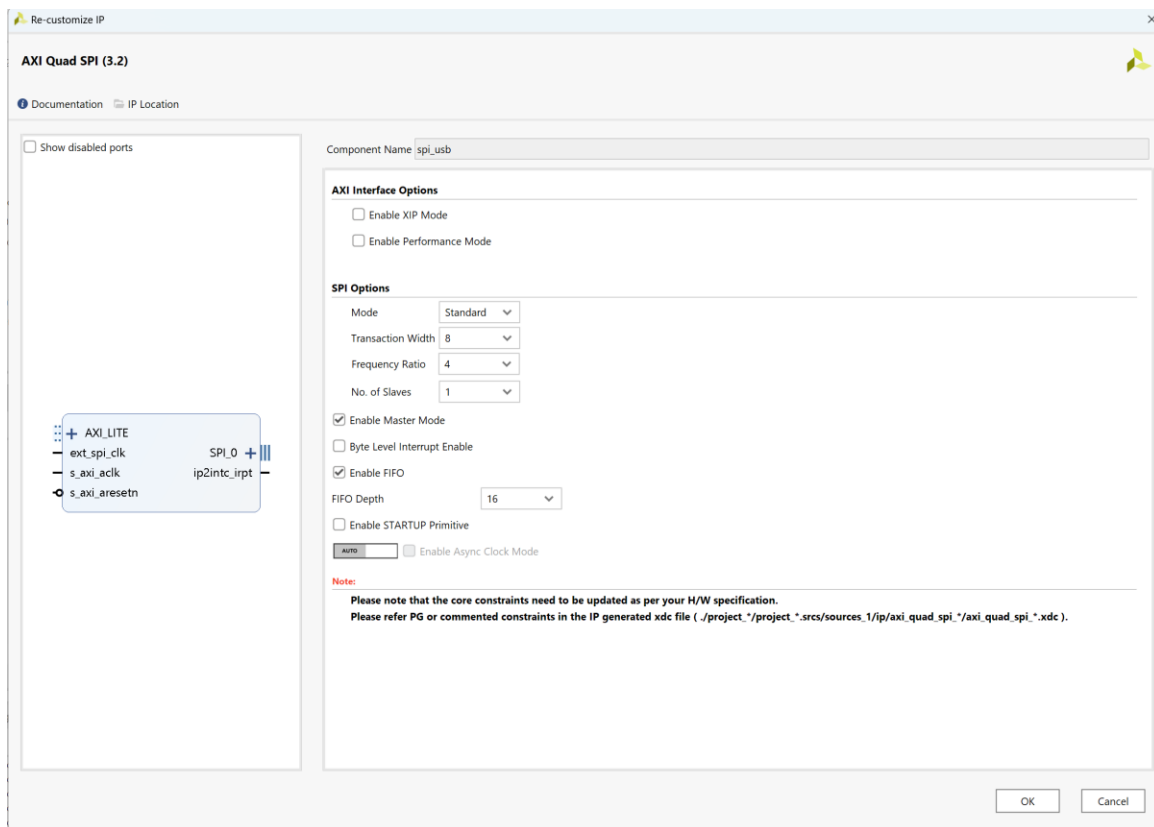 Re-customize IP
AXI Quad SPI (3.2)
Documentation IP Location
Show disabled ports
AXI_LITE
ext_spi_clk SPI_0
s_axi_aclk ip2intc_irpt
s_axi_aresetn
Component Name spi_usb
AXI Interface Options
Enable XIP Mode
Enable Performance Mode
SPI Options
Mode Standard
Transaction Width 8
Frequency Ratio 4
No. of Slaves 1
Enable Master Mode
Byte Level Interrupt Enable
Enable FIFO
FIFO Depth 16
Enable STARTUP Primitive
AUTO Enable Async Clock Mode
Note:
Please note that the core constraints need to be updated as per your H/W specification.
Please refer PG or commented constraints in the IP generated xdc file ( ./project_*/project_*.srcs/sources_1/ip/axi_quad_spi_*/axi_quad_spi_*.xdc ).
OK Cancel